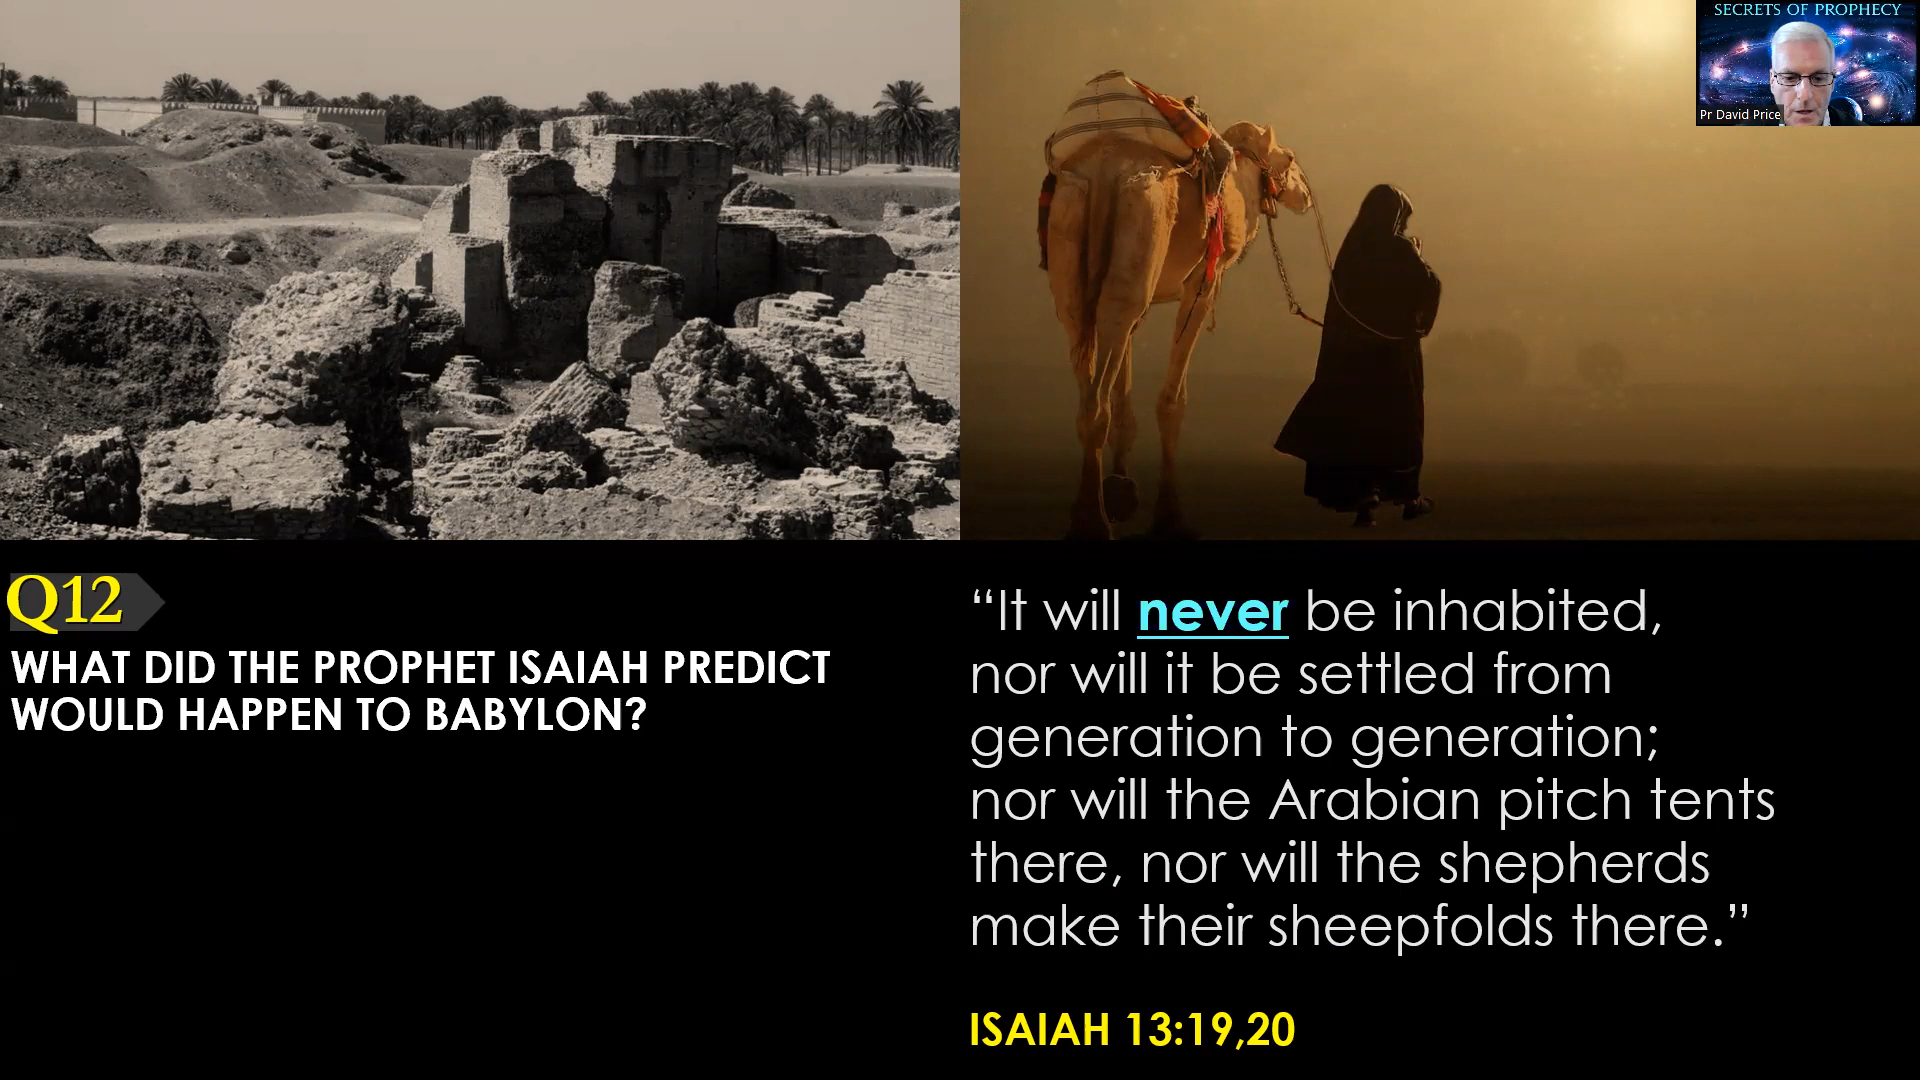 SECRETS OF PROPHECY
Pr David Price
Q12
WHAT DID THE PROPHET ISAIAH PREDICT
WOULD HAPPEN TO BABYLON?
“It will never be inhabited,
nor will it be settled from
generation to generation;
nor will the Arabian pitch tents
there, nor will the shepherds
make their sheepfolds there.”
ISAIAH 13:19,20